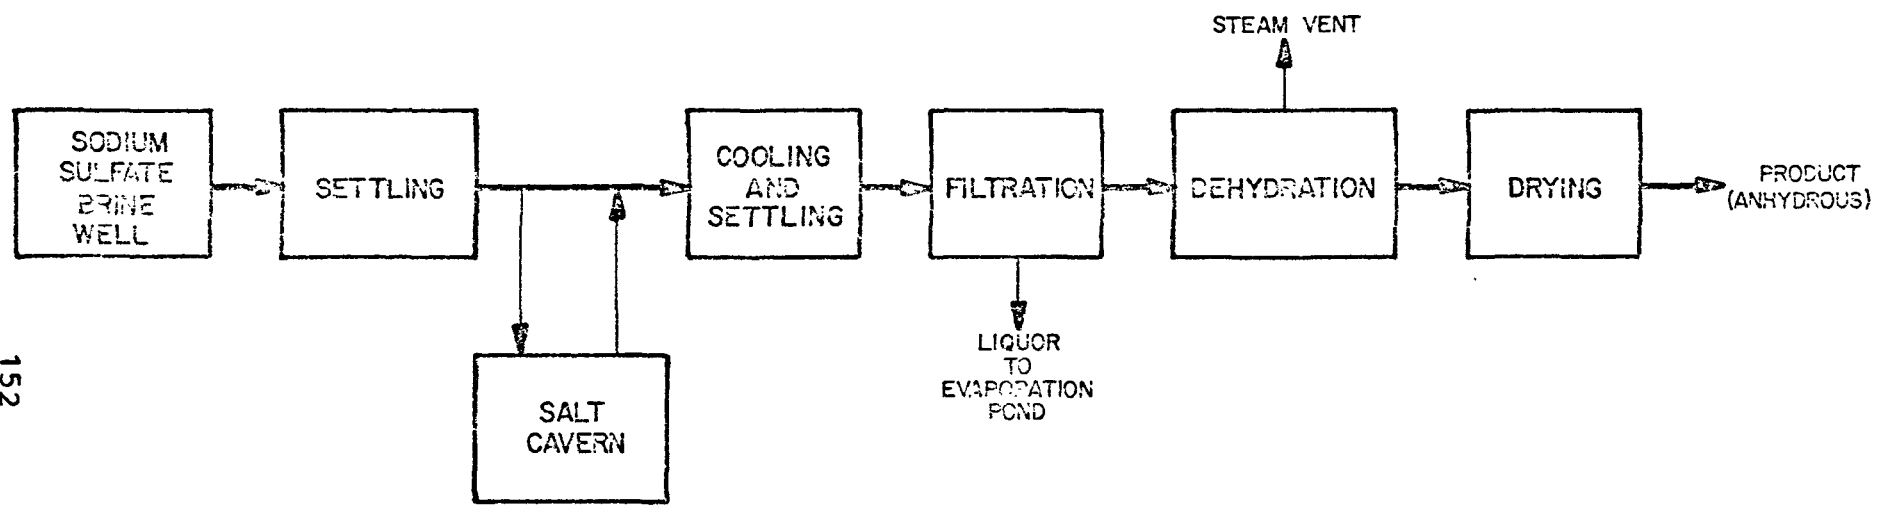 STEAM VENT
SODIUM
SULFATE
BRINE
WELL
SETTLING
SALT
CAVERN
COOLING
AND
SETTLING
FILTRATION
LIQUOR
TO
EVAPORATION
POND
DEHYDRATION
DRYING
PRODUCT
(ANHYDROUS)
152